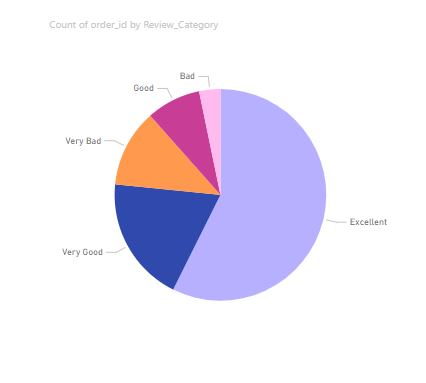 Count of order_id by Review_Category
Bad
Good
Very Bad
Excellent
Very Good